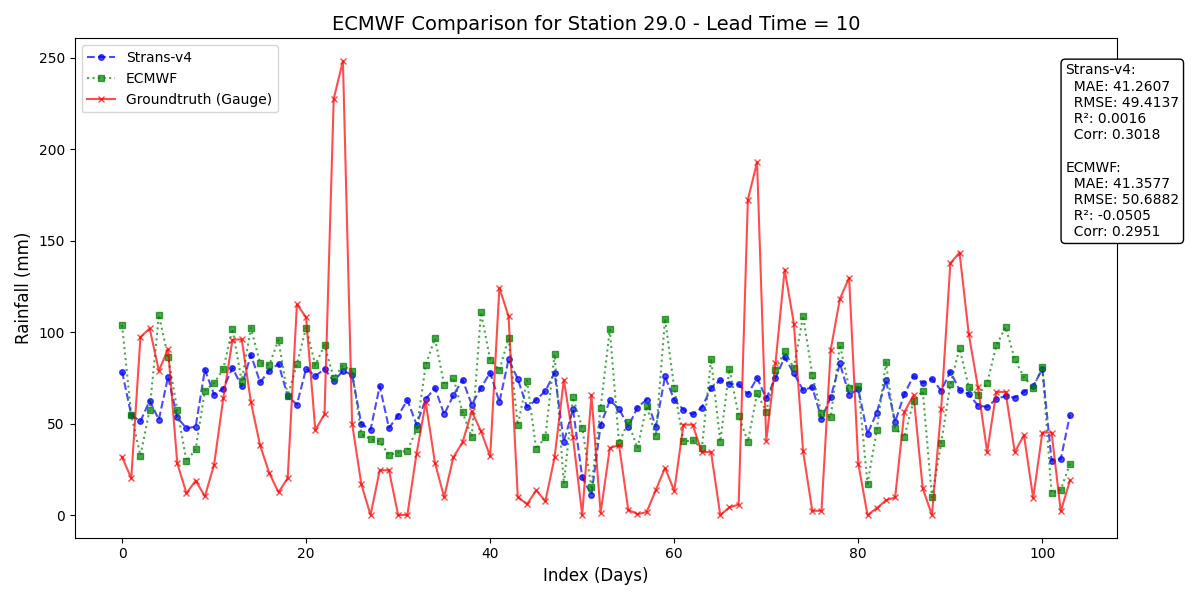 ECMWF Comparison for Station 29.0 - Lead Time = 10
Strans-v4
ECMWF
Groundtruth (Gauge)
Strans-v4:
MAE: 41.2607
RMSE: 49.4137
R²: 0.0016
Corr: 0.3018
ECMWF:
MAE: 41.3577
RMSE: 50.6882
R²: -0.0505
Corr: 0.2951
Rainfall (mm)
250
200
150
100
50
0
0 20 40 60 80 100
Index (Days)